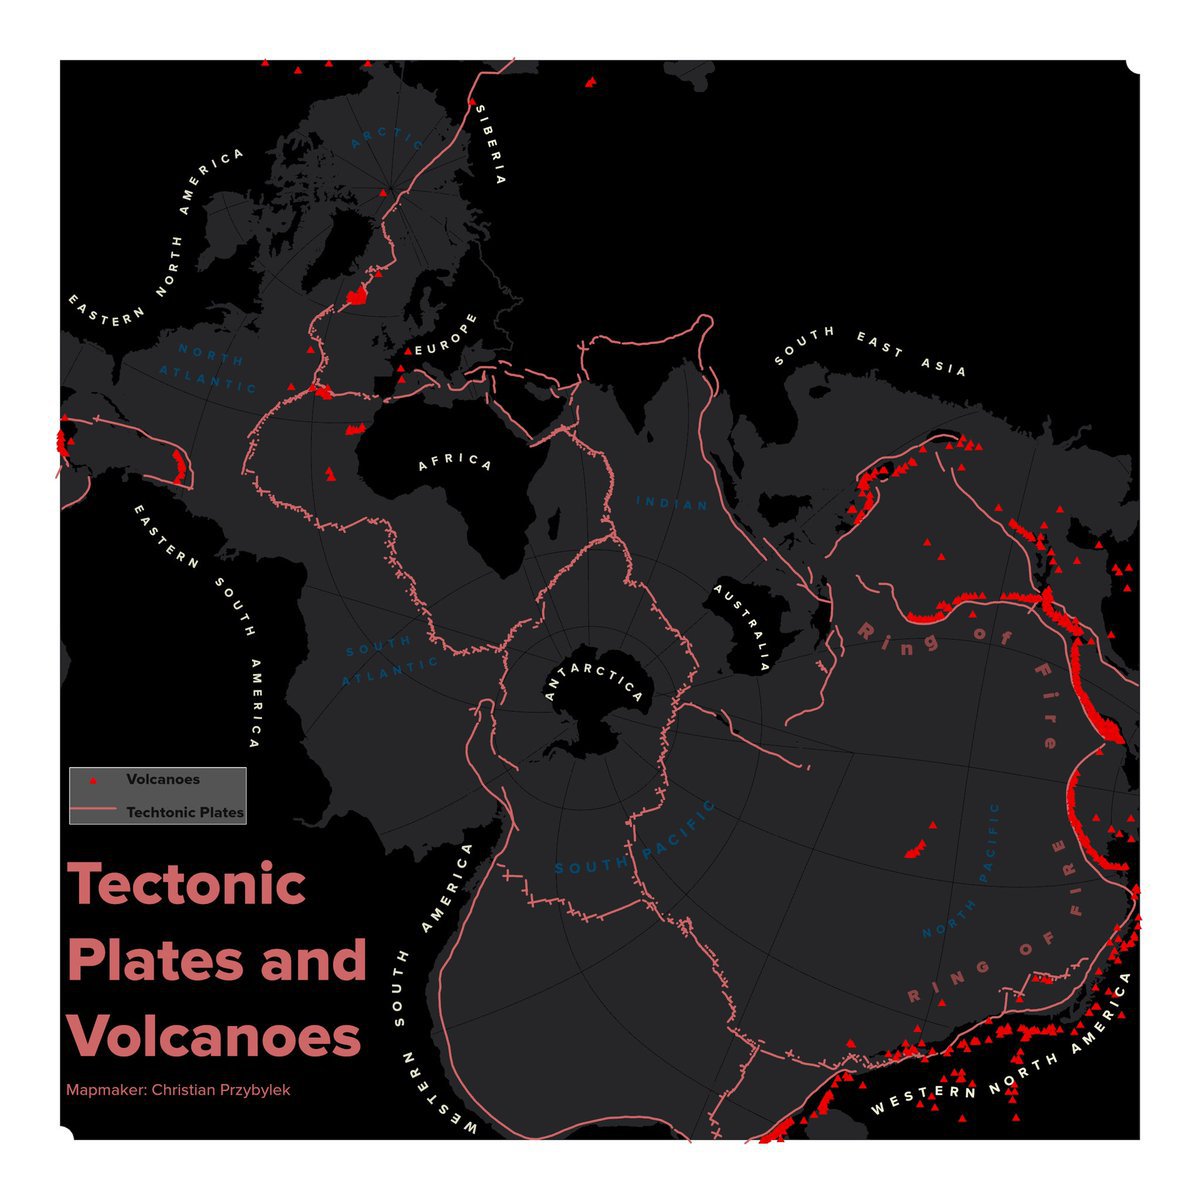 ARCTIC
SIBERIA
EASTERN NORTH AMERICA
NORTH
ATLANTIC
EUROPE
SOUTH EAST ASIA
AFRICA
INDIAN
EASTERN SOUTH AMERICA
AUSTRALIA
Ring of Fire
SOUTH
ATLANTIC
ANTARCTICA
Volcanoes
Techtonic Plates
SOUTH PACIFIC
NORTH PACIFIC
RING OF FIRE
WESTERN SOUTH AMERICA
WESTERN NORTH AMERICA
Tectonic
Plates and
Volcanoes
Mapmaker: Christian Przybylek